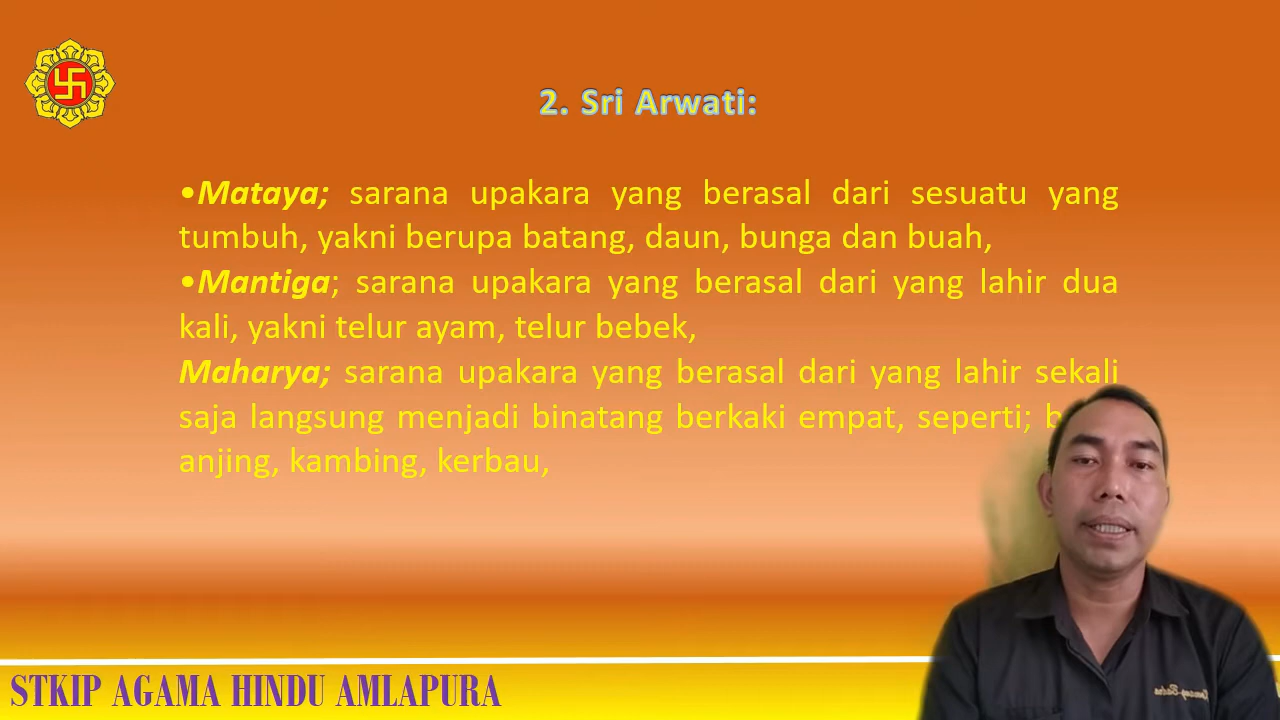 2. Sri Arwati:
•Mataya; sarana upakara yang berasal dari sesuatu yang
tumbuh, yakni berupa batang, daun, bunga dan buah,
•Mantiga; sarana upakara yang berasal dari yang lahir dua
kali, yakni telur ayam, telur bebek,
Maharya; sarana upakara yang berasal dari yang lahir sekali
saja langsung menjadi binatang berkaki empat, seperti;
anjing, kambing, kerbau,
STKIP AGAMA HINDU AMLAPURA